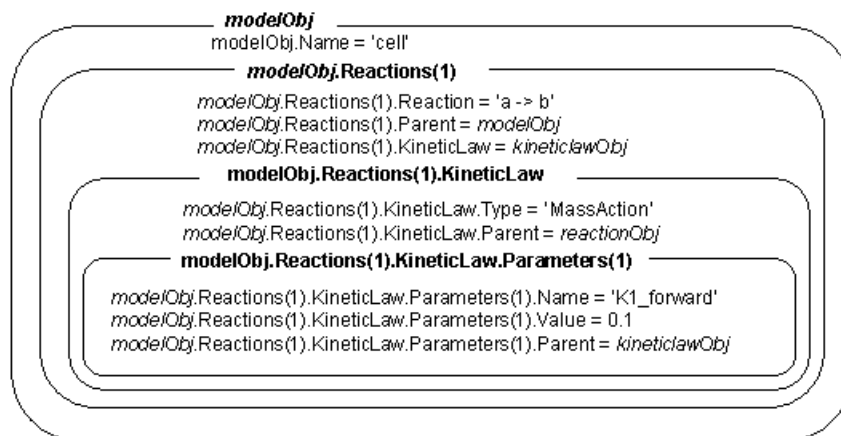 modelObj
modelObj.Name = 'cell'
modelObj.Reactions(1)
modelObj.Reactions(1).Reaction = 'a -> b'
modelObj.Reactions(1).Parent = modelObj
modelObj.Reactions(1).KineticLaw = kineticlawObj
modelObj.Reactions(1).KineticLaw
modelObj.Reactions(1).KineticLaw.Type = 'MassAction'
modelObj.Reactions(1).KineticLaw.Parent = reactionObj
modelObj.Reactions(1).KineticLaw.Parameters(1)
modelObj.Reactions(1).KineticLaw.Parameters(1).Name = 'K1_forward'
modelObj.Reactions(1).KineticLaw.Parameters(1).Value = 0.1
modelObj.Reactions(1).KineticLaw.Parameters(1).Parent = kineticlawObj